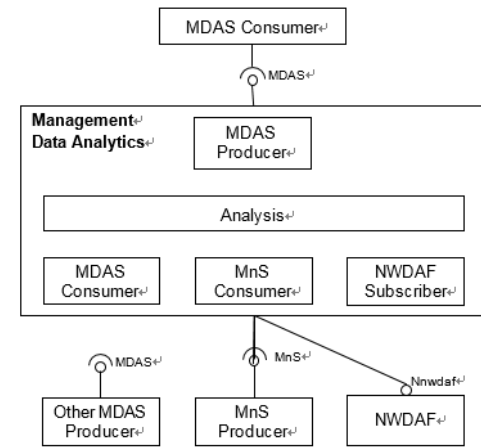 MDAS Consumer↵
MDAS↵
Management↵
Data Analytics↵
MDAS
Producer↵
Analysis↵
MDAS
Consumer↵
MnS
Consumer↵
NWDAF
Subscriber↵
MDAS↵
MnS↵
Nnwdaf↵
Other MDAS
Producer↵
MnS
Producer↵
NWDAF↵